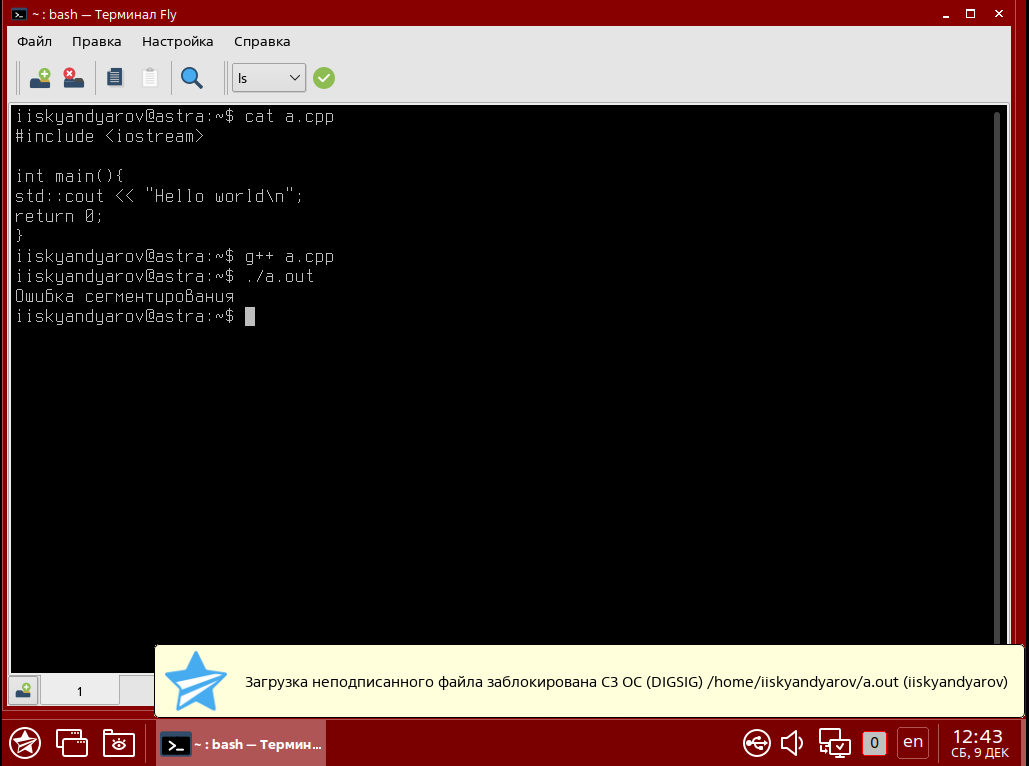 ~ : bash — Терминал Fly
Файл Правка Настройка Справка
ls
iiskyandyarov@astra:~$ cat a.cpp
#include <iostream>
int main(){
std::cout << "Hello world\n";
return 0;
}
iiskyandyarov@astra:~$ g++ a.cpp
iiskyandyarov@astra:~$ ./a.out
Ошибка сегментирования
iiskyandyarov@astra:~$
1
Загрузка неподписанного файла заблокирована СЗ ОС (DIGSIG) /home/iiskyandyarov/a.out (iiskyandyarov)
~ : bash — Термин...
0
en
12:43
СБ, 9 ДЕК